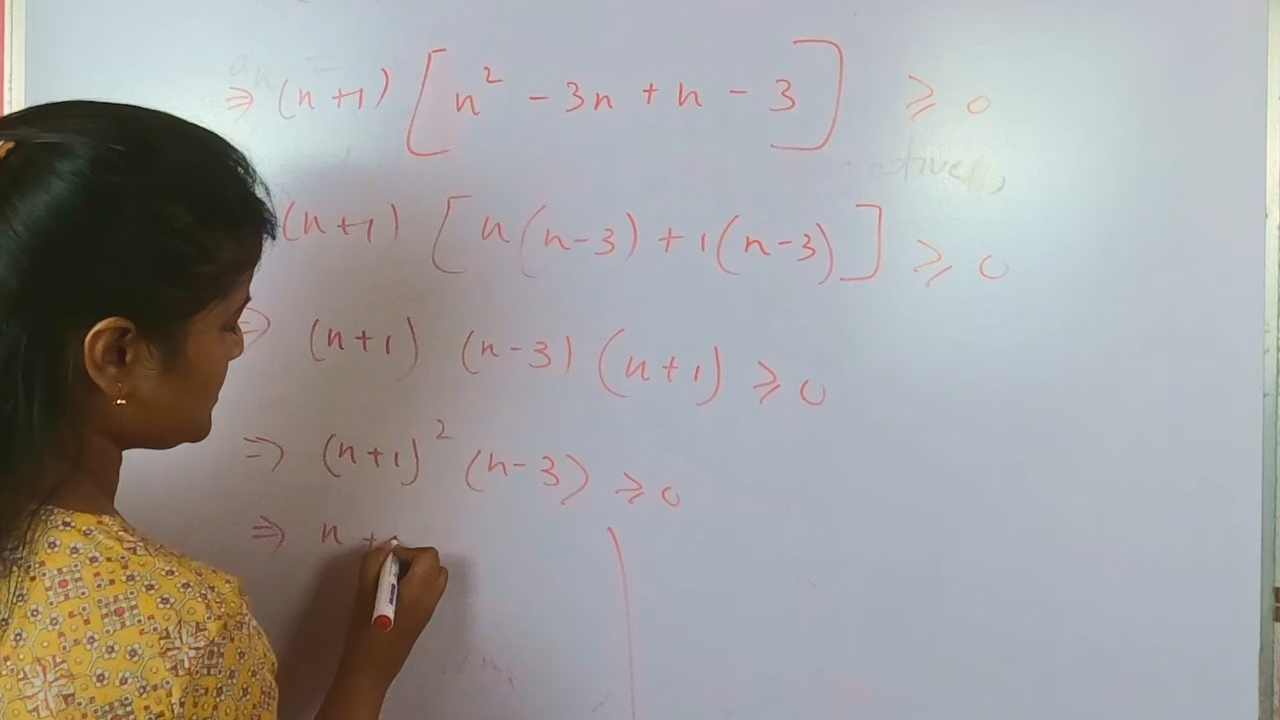 ⇒ (n+1) [n² - 3n + n - 3] ≥ 0
(n+1) [n(n-3) + 1(n-3)] ≥ 0
⇒ (n+1) (n-3) (n+1) ≥ 0
⇒ (n+1)² (n-3) ≥ 0
⇒ n +